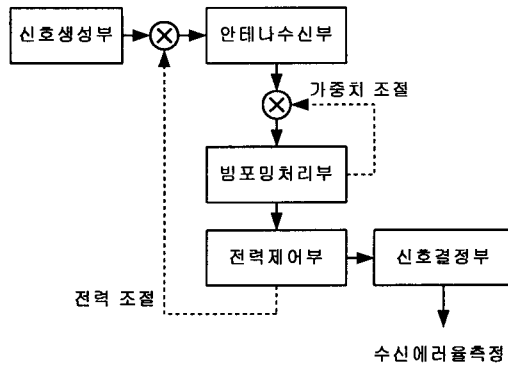 신호생성부
안테나수신부
가중치 조절
빔포밍처리부
전력제어부
신호결정부
전력 조절
수신에러율측정